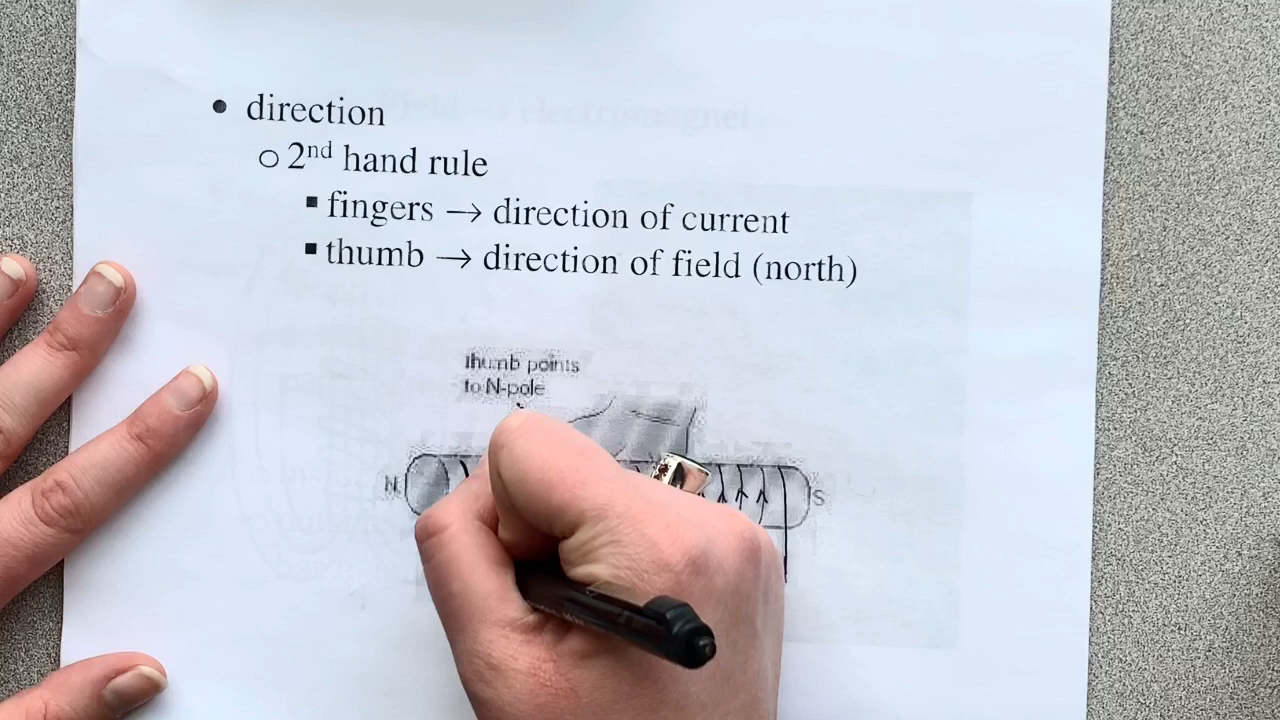 • direction
o 2nd hand rule
▪ fingers → direction of current
▪ thumb → direction of field (north)
thumb points
to N-pole
N
S